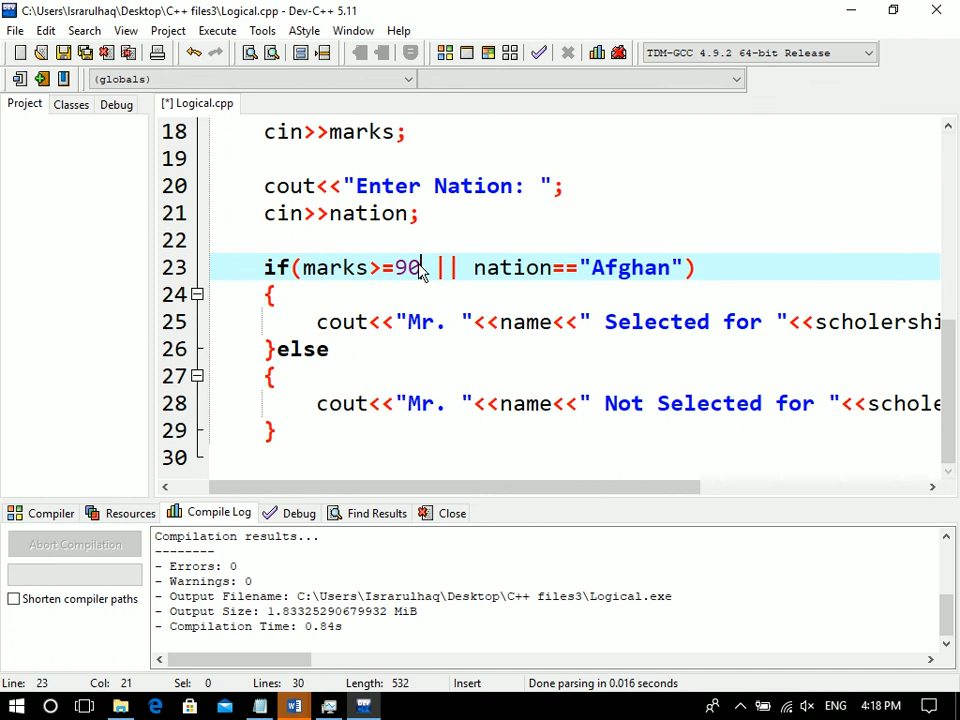 C:\Users\Israrulhaq\Desktop\C++ files3\Logical.cpp - Dev-C++ 5.11
File Edit Search View Project Execute Tools AStyle Window Help
TDM-GCC 4.9.2 64-bit Release
(globals)
Project Classes Debug [*] Logical.cpp
18 cin>>marks;
19
20 cout<<"Enter Nation: ";
21 cin>>nation;
22
23 if(marks>=90 || nation=="Afghan")
24 {
25 cout<<"Mr. "<<name<<" Selected for "<<scholershi
26 }else
27 {
28 cout<<"Mr. "<<name<<" Not Selected for "<<schole
29 }
30
Compiler Resources Compile Log Debug Find Results Close
Abort Compilation
Shorten compiler paths
Compilation results...
--------
- Errors: 0
- Warnings: 0
- Output Filename: C:\Users\Israrulhaq\Desktop\C++ files3\Logical.exe
- Output Size: 1.83325290679932 MiB
- Compilation Time: 0.84s
Line: 23 Col: 21 Sel: 0 Lines: 30 Length: 532 Insert Done parsing in 0.016 seconds
ENG 4:18 PM